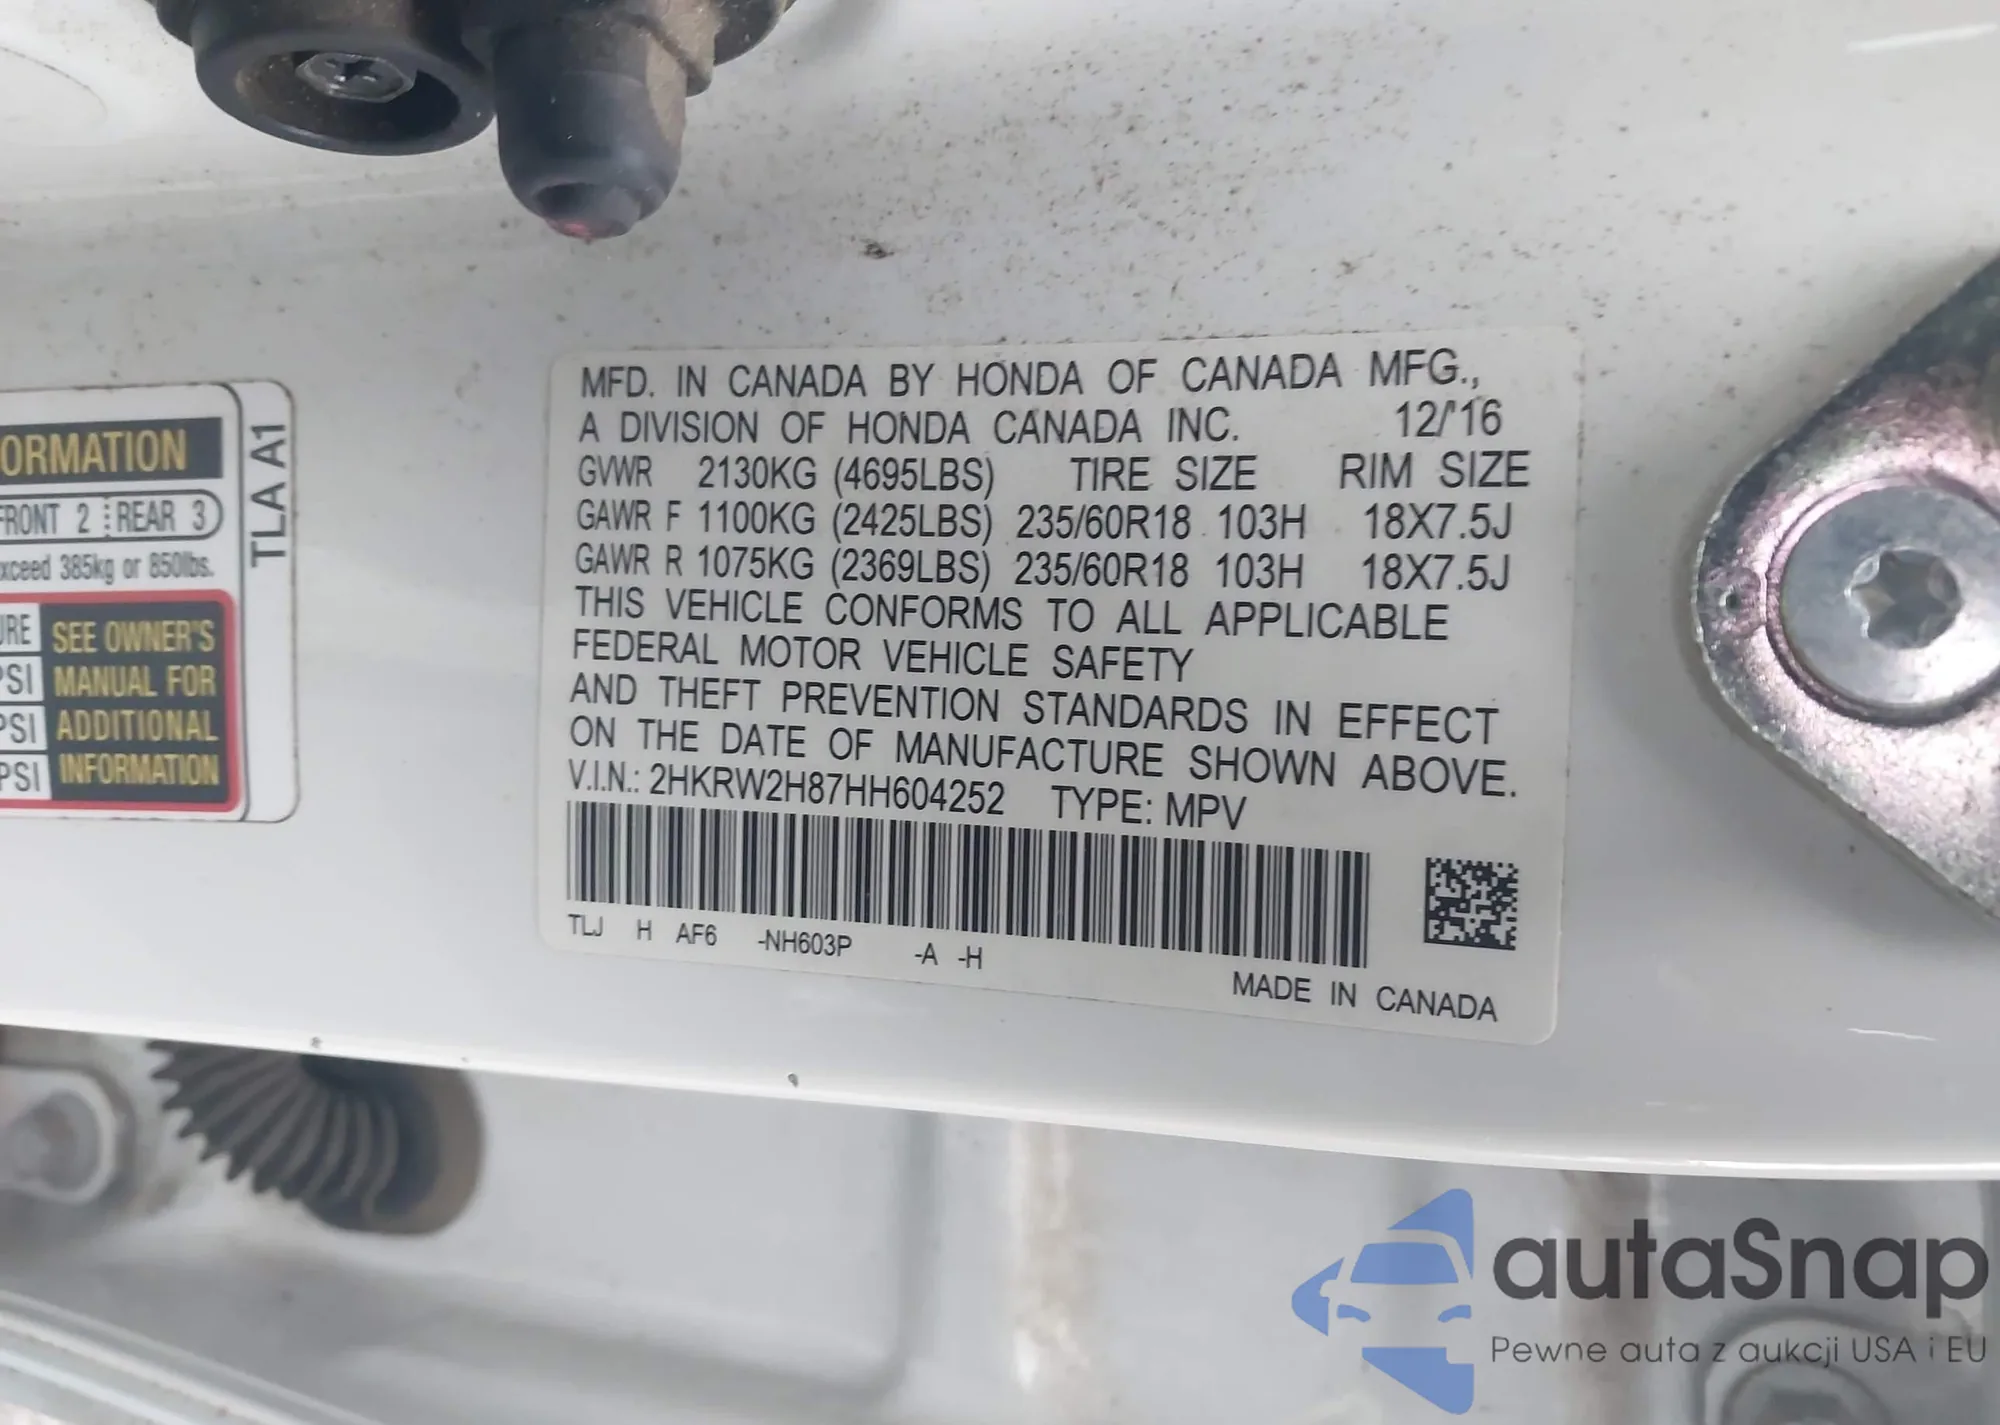 ORMATION
FRONT 2 REAR 3
xceed 385kg or 850lbs.
URE
PSI
PSI
PSI
SEE OWNER'S
MANUAL FOR
ADDITIONAL
INFORMATION
TLA A1
MFD. IN CANADA BY HONDA OF CANADA MFG.,
A DIVISION OF HONDA CANADA INC. 12/'16
GVWR 2130KG (4695LBS) TIRE SIZE RIM SIZE
GAWR F 1100KG (2425LBS) 235/60R18 103H 18X7.5J
GAWR R 1075KG (2369LBS) 235/60R18 103H 18X7.5J
THIS VEHICLE CONFORMS TO ALL APPLICABLE
FEDERAL MOTOR VEHICLE SAFETY
AND THEFT PREVENTION STANDARDS IN EFFECT
ON THE DATE OF MANUFACTURE SHOWN ABOVE.
V.I.N.: 2HKRW2H87HH604252 TYPE: MPV
TLJ H AF6 -NH603P -A -H
MADE IN CANADA
autaSnap
Pewne auta z aukcji USA i EU